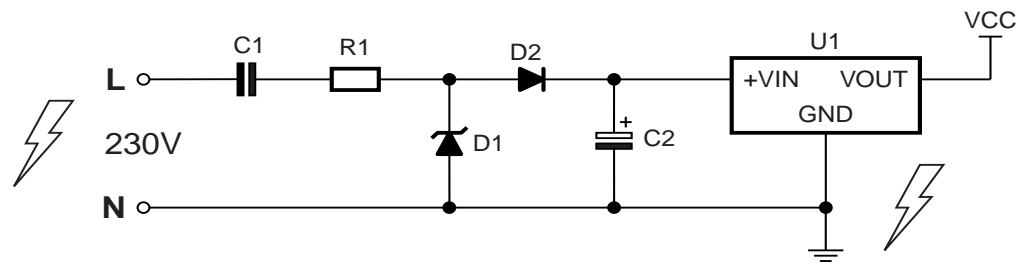 VCC
C1
R1
D2
U1
L
+VIN VOUT
GND
230V
D1
+
C2
N